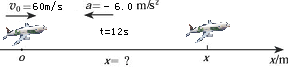 v₀=60m/s a=- 6.0 m/s²
t=12s
o x x/m
x= ?